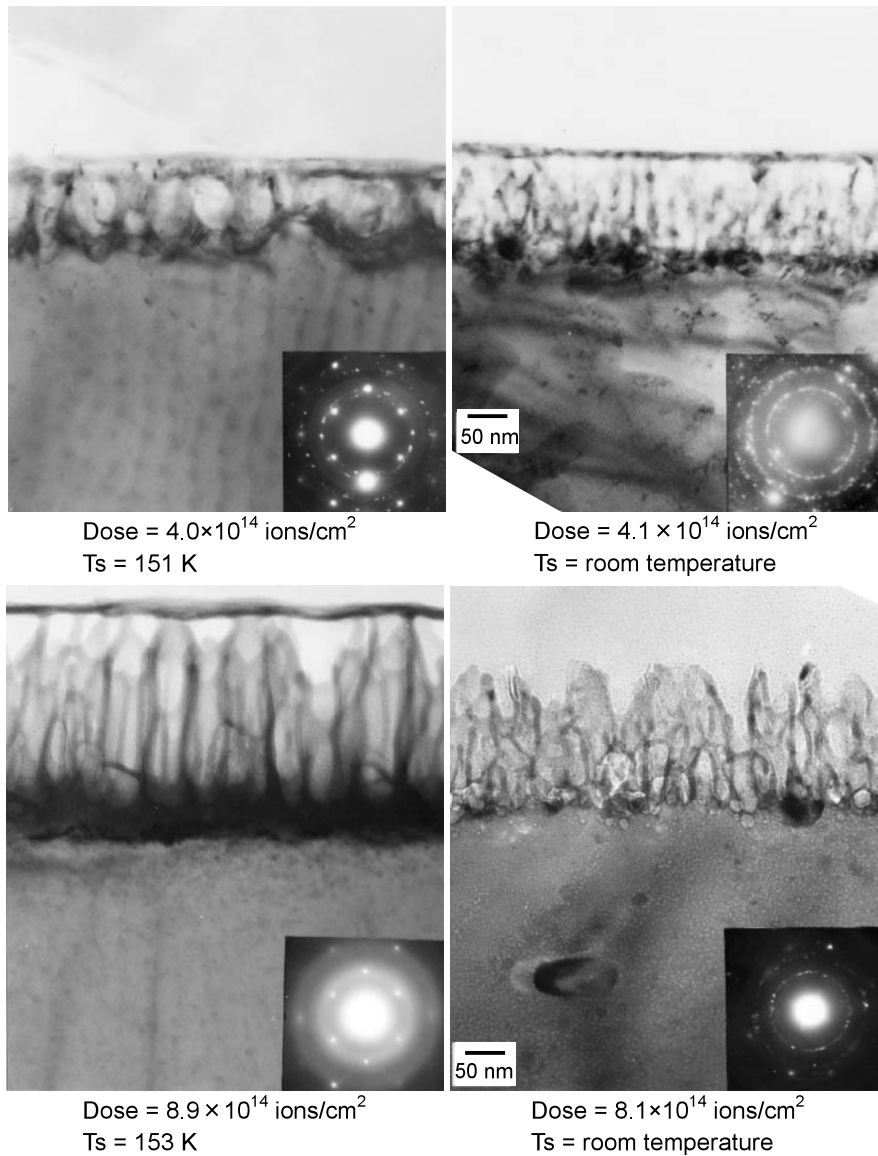 50 nm
Dose = 4.0×10¹⁴ ions/cm²
Ts = 151 K
Dose = 4.1 × 10¹⁴ ions/cm²
Ts = room temperature
50 nm
Dose = 8.9 × 10¹⁴ ions/cm²
Ts = 153 K
Dose = 8.1×10¹⁴ ions/cm²
Ts = room temperature